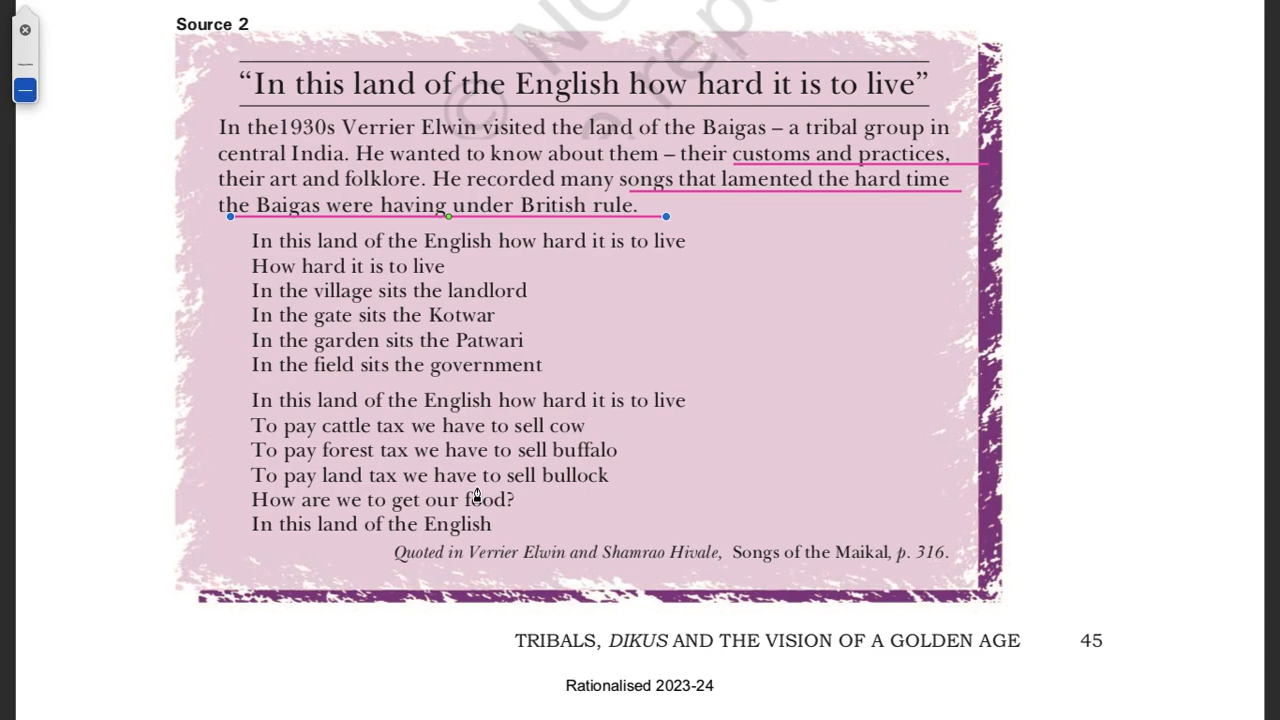 Source 2
“In this land of the English how hard it is to live”
In the1930s Verrier Elwin visited the land of the Baigas – a tribal group in
central India. He wanted to know about them – their customs and practices,
their art and folklore. He recorded many songs that lamented the hard time
the Baigas were having under British rule.
In this land of the English how hard it is to live
How hard it is to live
In the village sits the landlord
In the gate sits the Kotwar
In the garden sits the Patwari
In the field sits the government
In this land of the English how hard it is to live
To pay cattle tax we have to sell cow
To pay forest tax we have to sell buffalo
To pay land tax we have to sell bullock
How are we to get our food?
In this land of the English
Quoted in Verrier Elwin and Shamrao Hivale, Songs of the Maikal, p. 316.
TRIBALS, DIKUS AND THE VISION OF A GOLDEN AGE 45
Rationalised 2023-24